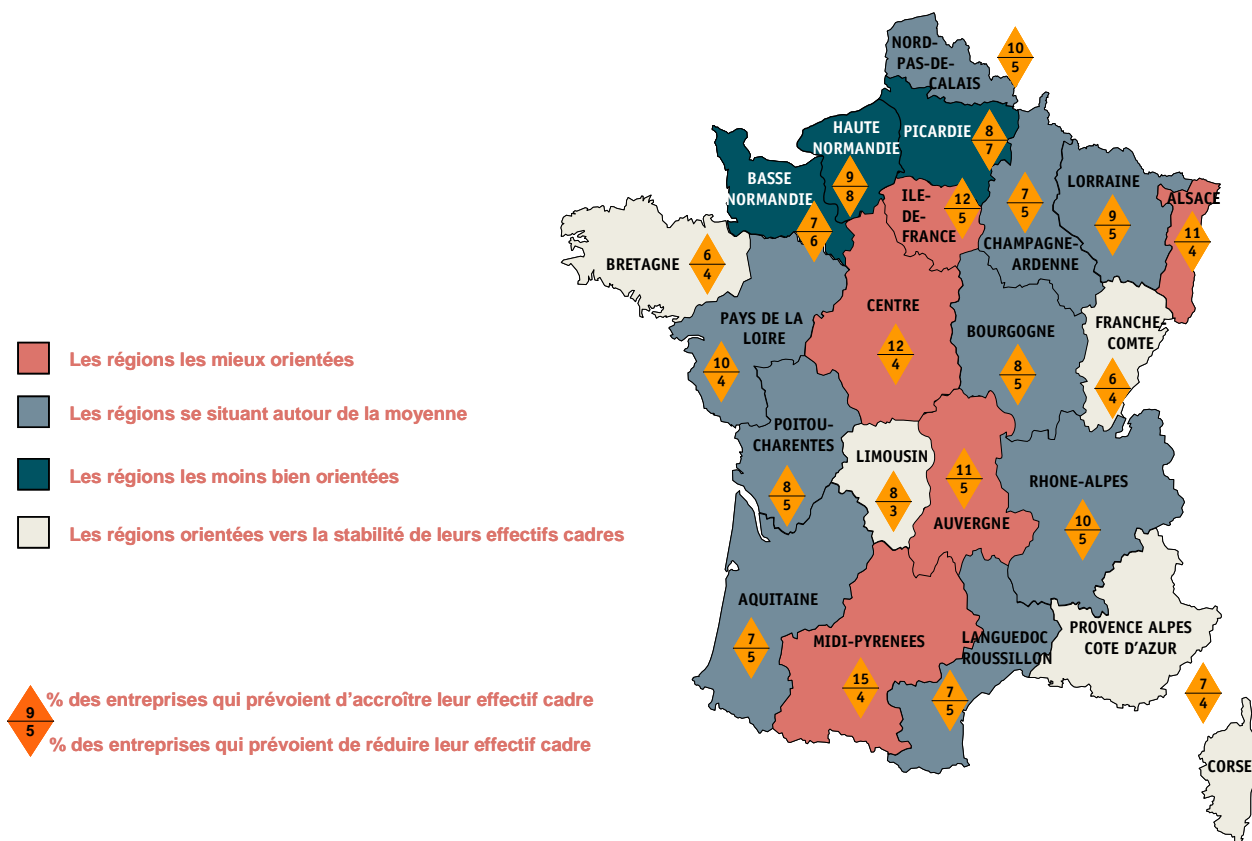 NORD-
PAS-DE-
CALAIS
10
5
HAUTE
NORMANDIE
9
8
PICARDIE
8
7
BASSE
NORMANDIE
7
6
ILE-
DE-
FRANCE
12
5
7
5
CHAMPAGNE-
ARDENNE
LORRAINE
9
5
ALSACE
11
4
BRETAGNE
6
4
CENTRE
12
4
PAYS DE LA
LOIRE
10
4
BOURGOGNE
8
5
FRANCHE-
COMTE
6
4
POITOU-
CHARENTES
8
5
LIMOUSIN
8
3
11
5
AUVERGNE
RHONE-ALPES
10
5
AQUITAINE
7
5
MIDI-PYRENEES
15
4
LANGUEDOC
ROUSSILLON
7
5
PROVENCE ALPES
COTE D'AZUR
7
4
CORSE
Les régions les mieux orientées
Les régions se situant autour de la moyenne
Les régions les moins bien orientées
Les régions orientées vers la stabilité de leurs effectifs cadres
9
5
% des entreprises qui prévoient d’accroître leur effectif cadre
% des entreprises qui prévoient de réduire leur effectif cadre